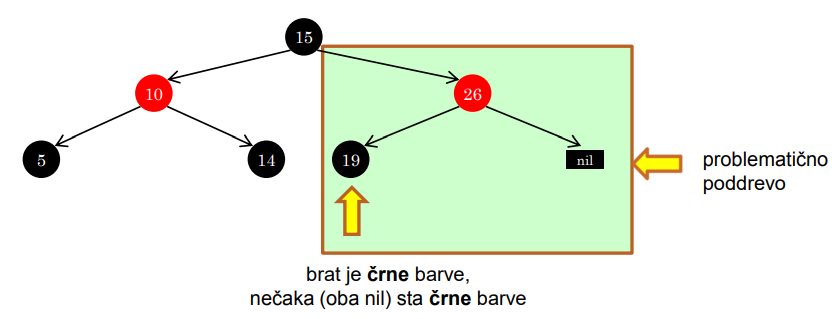 15
10
26
5
14
19
nil
problematično
poddrevo
brat je črne barve,
nečaka (oba nil) sta črne barve